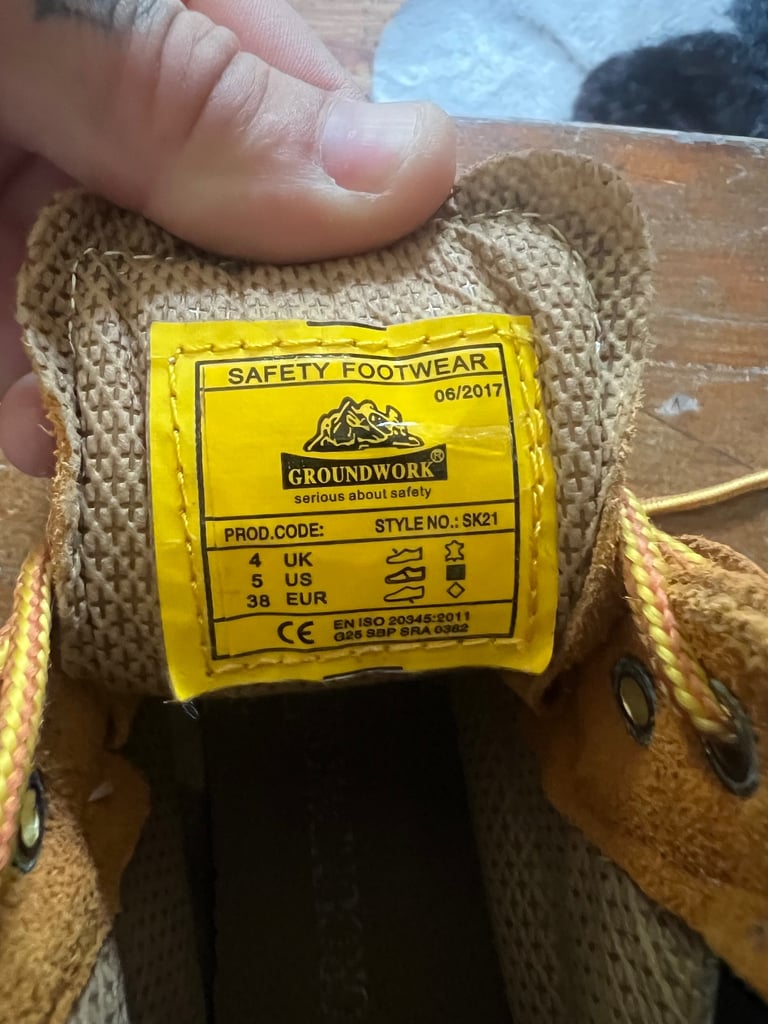 SAFETY FOOTWEAR
06/2017
GROUNDWORK®
serious about safety
PROD.CODE: STYLE NO.: SK21
4 UK
5 US
38 EUR
CE EN ISO 20345:2011
G26 SBP SRA 0362